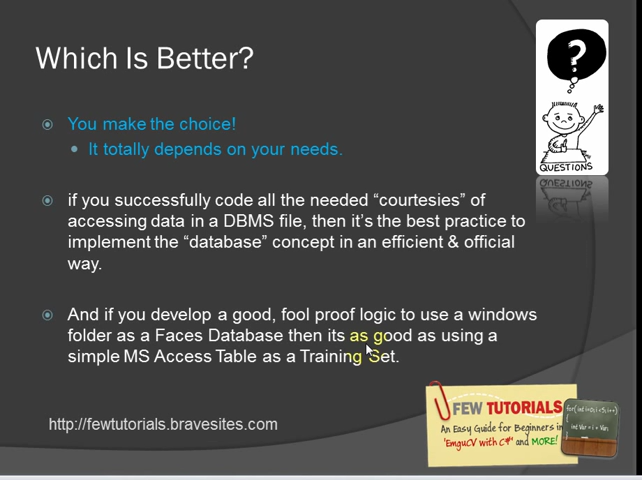 Which Is Better?
You make the choice!
It totally depends on your needs.
if you successfully code all the needed “courtesies” of
accessing data in a DBMS file, then it’s the best practice to
implement the “database” concept in an efficient & official
way.
And if you develop a good, fool proof logic to use a windows
folder as a Faces Database then its as good as using a
simple MS Access Table as a Training Set.
http://fewtutorials.bravesites.com
?
QUESTIONS
FEW TUTORIALS
An Easy Guide for Beginners in
"EmguCV with C#" and MORE!